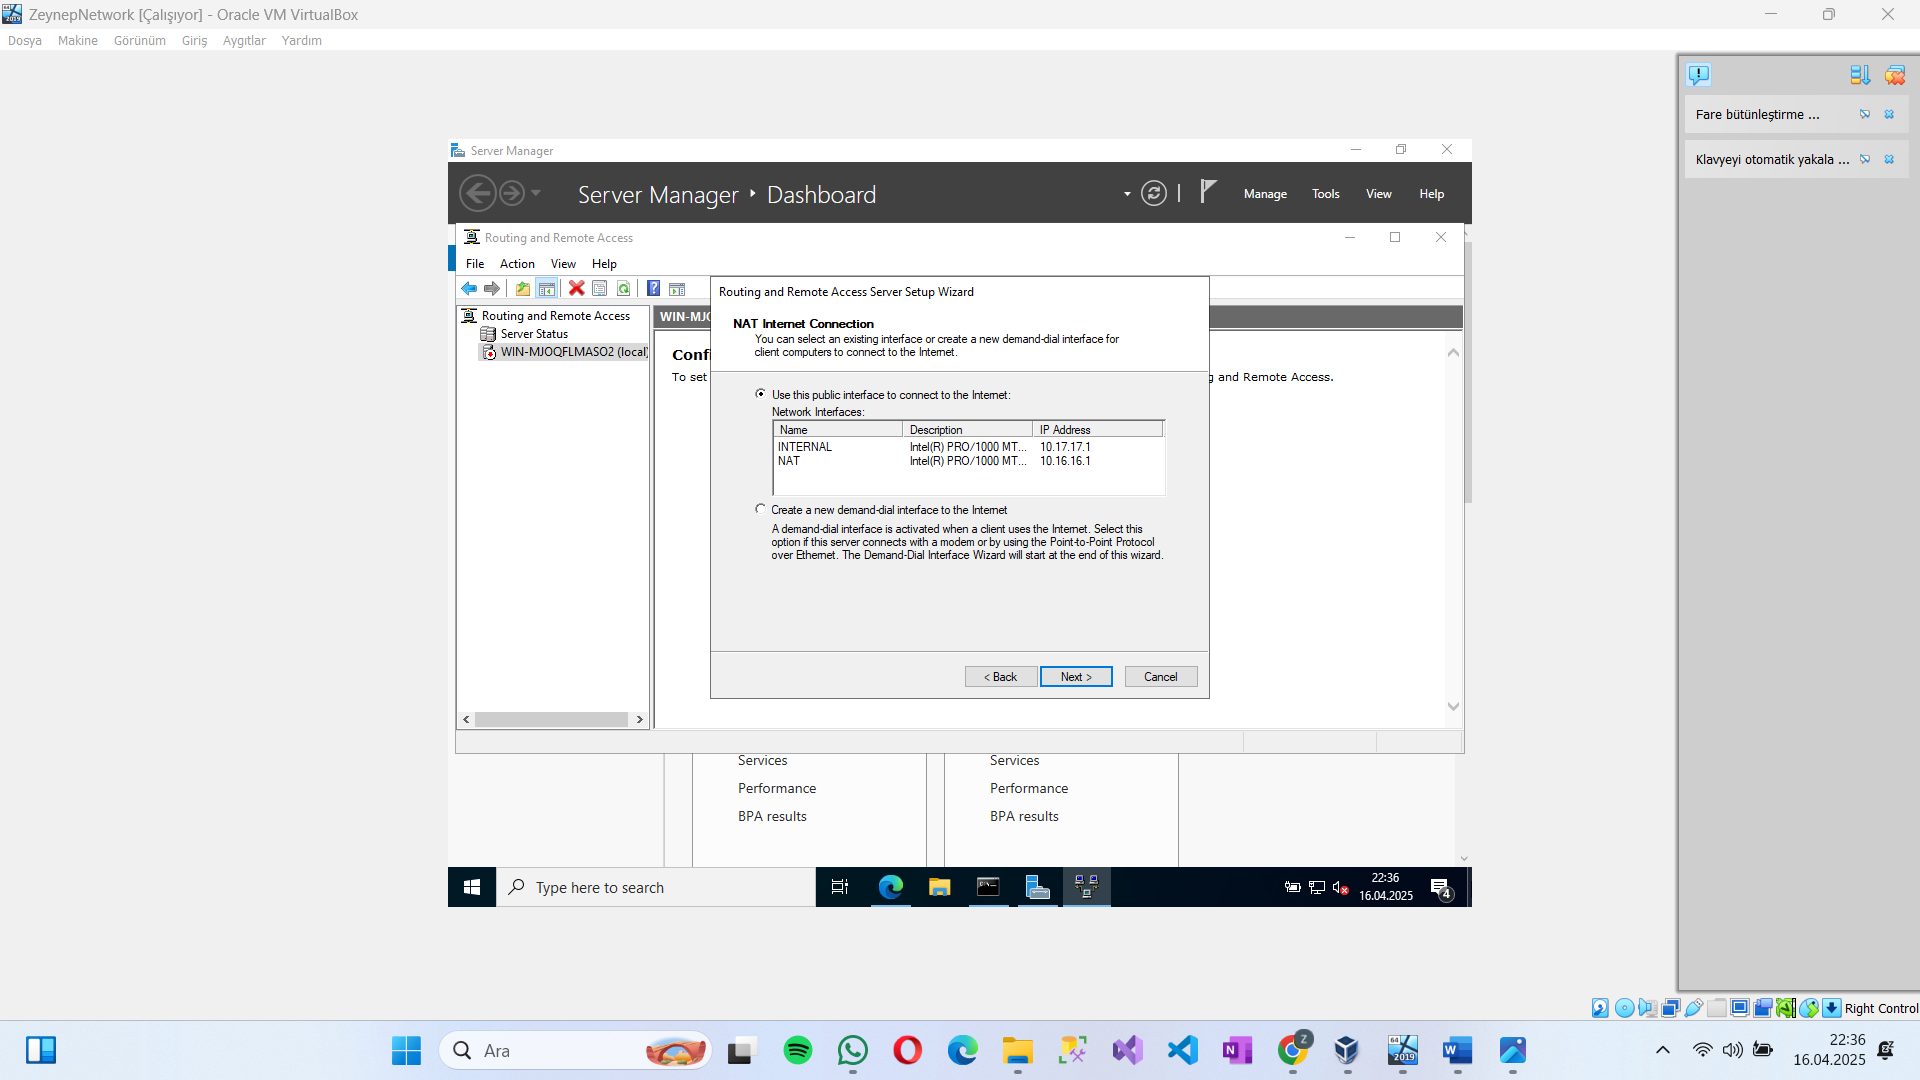 ZeynepNetwork [Çalışıyor] - Oracle VM VirtualBox
Dosya Makine Görünüm Giriş Aygıtlar Yardım
Fare bütünleştirme ...
Klavyeyi otomatik yakala ...
Server Manager
Server Manager Dashboard
Manage Tools View Help
Routing and Remote Access
File Action View Help
Routing and Remote Access
Server Status
WIN-MJOQFLMASO2 (local)
WIN-MJO
Confi
To set
g and Remote Access.
Routing and Remote Access Server Setup Wizard
NAT Internet Connection
You can select an existing interface or create a new demand-dial interface for
client computers to connect to the Internet.
Use this public interface to connect to the Internet:
Network Interfaces:
Name Description IP Address
INTERNAL Intel(R) PRO/1000 MT... 10.17.17.1
NAT Intel(R) PRO/1000 MT... 10.16.16.1
Create a new demand-dial interface to the Internet
A demand-dial interface is activated when a client uses the Internet. Select this
option if this server connects with a modem or by using the Point-to-Point Protocol
over Ethernet. The Demand-Dial Interface Wizard will start at the end of this wizard.
< Back Next > Cancel
Services Services
Performance Performance
BPA results BPA results
Type here to search
22:36
16.04.2025
4
Right Control
Ara
N
Z
64
2019
W
22:36
16.04.2025